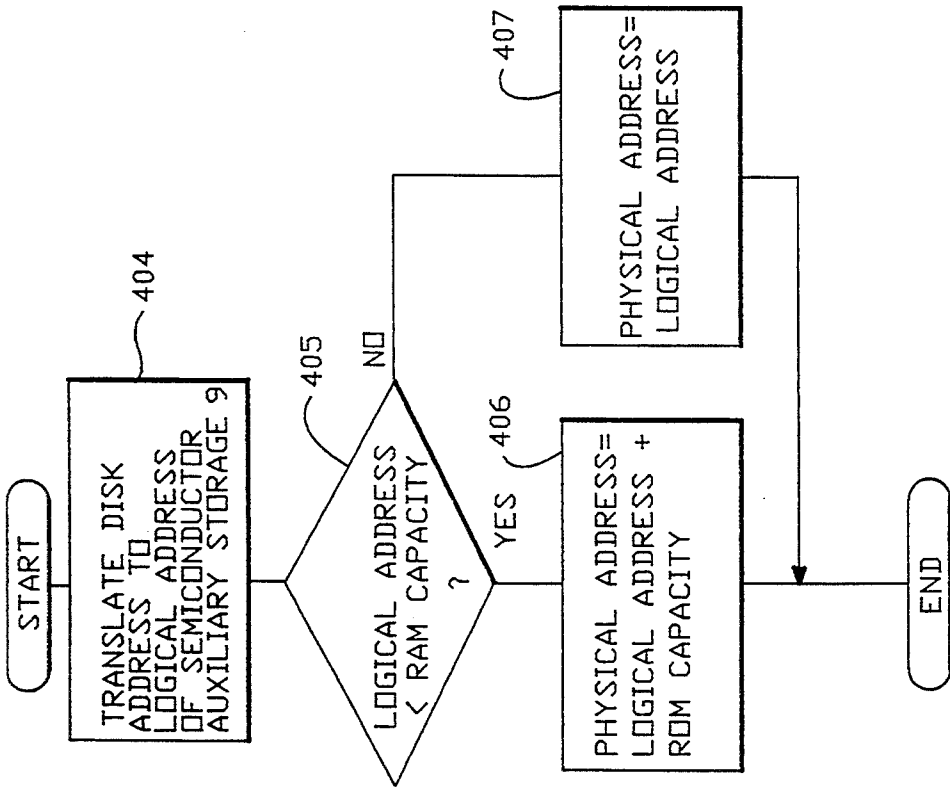 START
TRANSLATE DISK
ADDRESS TO
LOGICAL ADDRESS
OF SEMICONDUCTOR
AUXILIARY STORAGE 9
404
LOGICAL ADDRESS
< RAM CAPACITY
?
405
NO
YES
PHYSICAL ADDRESS=
LOGICAL ADDRESS +
ROM CAPACITY
406
PHYSICAL ADDRESS=
LOGICAL ADDRESS
407
END